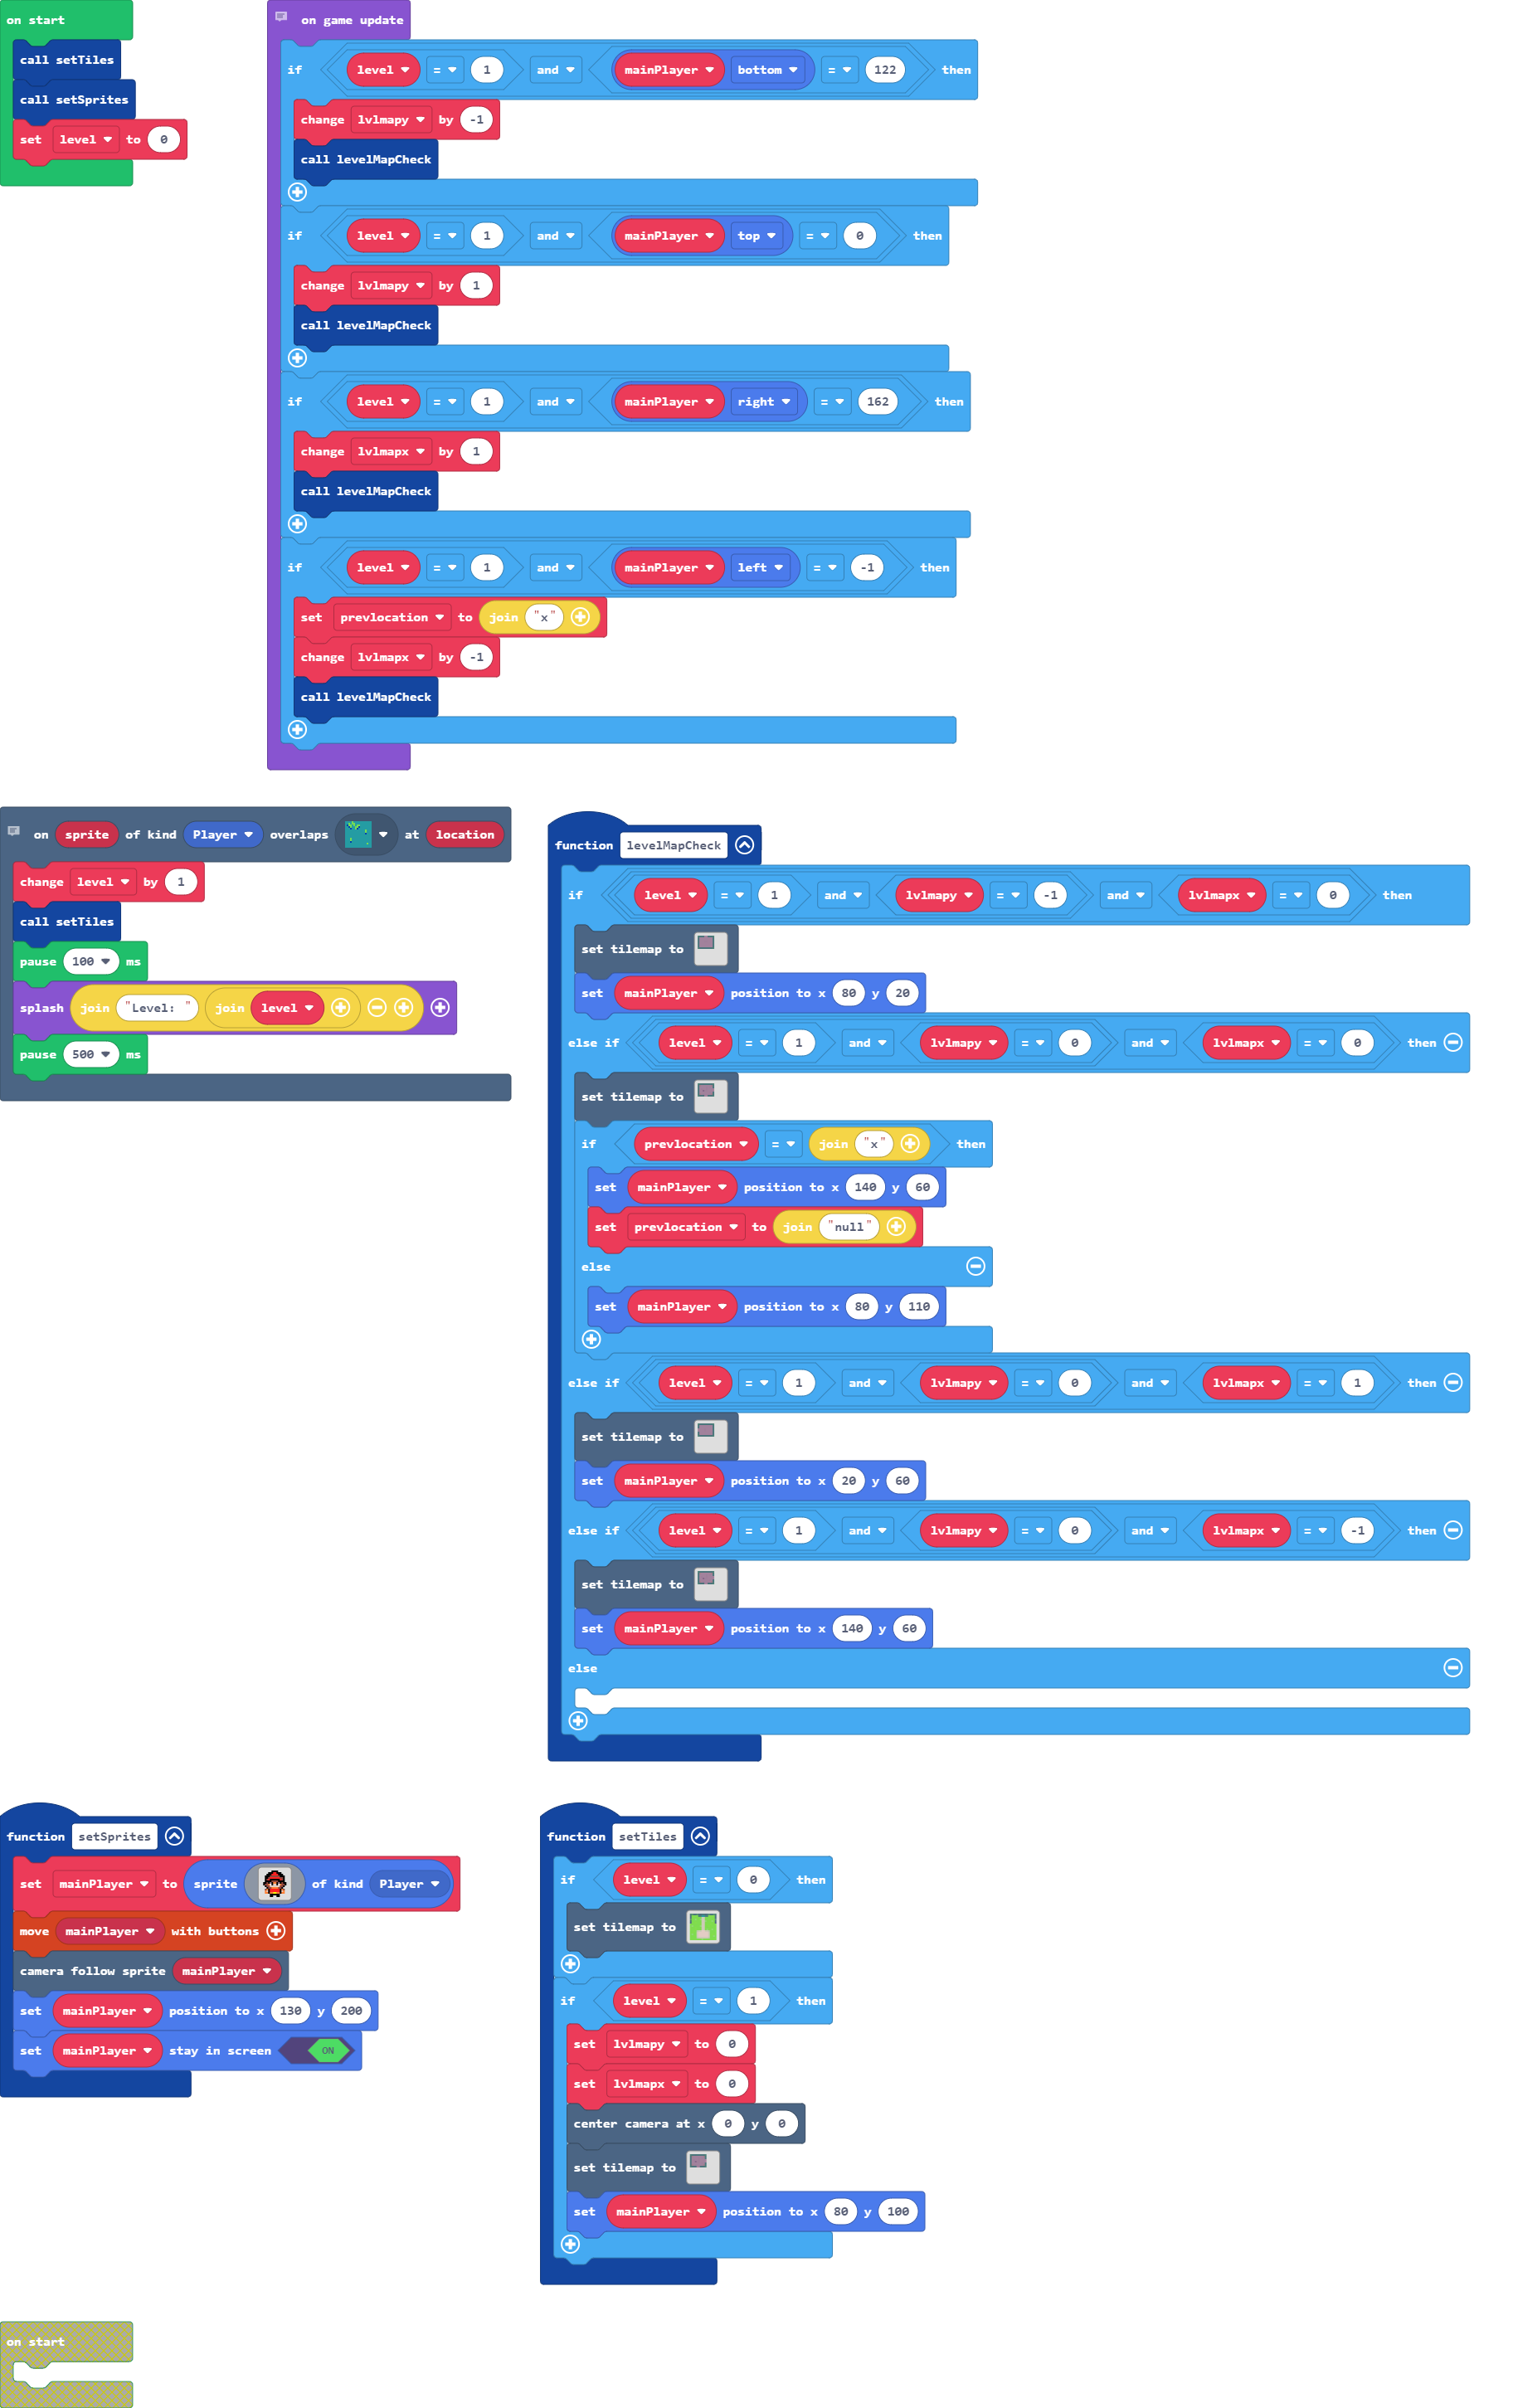 on start
call setTiles
call setSprites
set level to 0
on game update
if level = 1 and mainPlayer bottom = 122 then
change lvlmapy by -1
call levelMapCheck
if level = 1 and mainPlayer top = 0 then
change lvlmapy by 1
call levelMapCheck
if level = 1 and mainPlayer right = 162 then
change lvlmapx by 1
call levelMapCheck
if level = 1 and mainPlayer left = -1 then
set prevlocation to join "x"
change lvlmapx by -1
call levelMapCheck
on sprite of kind Player overlaps at location
change level by 1
call setTiles
pause 100 ms
splash join "Level: " join level
pause 500 ms
function levelMapCheck
if level = 1 and lvlmapy = -1 and lvlmapx = 0 then
set tilemap to
set mainPlayer position to x 80 y 20
else if level = 1 and lvlmapy = 0 and lvlmapx = 0 then
set tilemap to
if prevlocation = join "x" then
set mainPlayer position to x 140 y 60
set prevlocation to join "null"
else
set mainPlayer position to x 80 y 110
else if level = 1 and lvlmapy = 0 and lvlmapx = 1 then
set tilemap to
set mainPlayer position to x 20 y 60
else if level = 1 and lvlmapy = 0 and lvlmapx = -1 then
set tilemap to
set mainPlayer position to x 140 y 60
else
function setSprites
set mainPlayer to sprite of kind Player
move mainPlayer with buttons
camera follow sprite mainPlayer
set mainPlayer position to x 130 y 200
set mainPlayer stay in screen ON
function setTiles
if level = 0 then
set tilemap to
if level = 1 then
set lvlmapy to 0
set lvlmapx to 0
center camera at x 0 y 0
set tilemap to
set mainPlayer position to x 80 y 100
on start